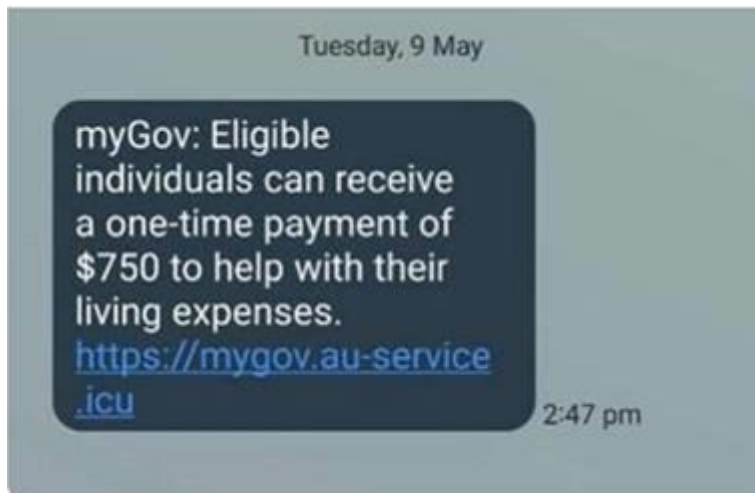 Tuesday, 9 May
myGov: Eligible
individuals can receive
a one-time payment of
$750 to help with their
living expenses.
https://mygov.au-service
.icu
2:47 pm